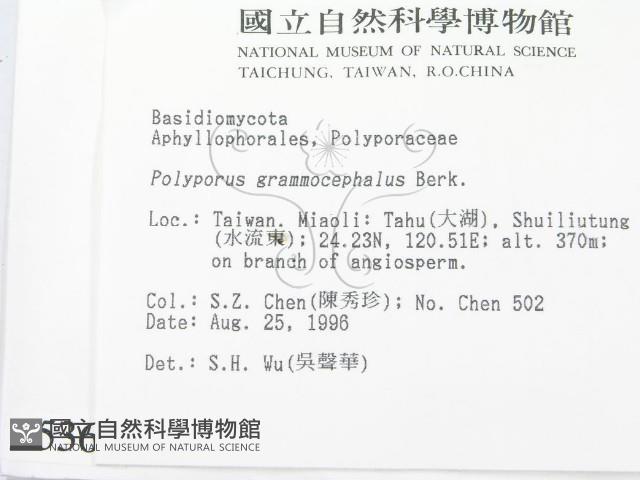 國立自然科學博物館
NATIONAL MUSEUM OF NATURAL SCIENCE
TAICHUNG, TAIWAN, R.O.CHINA
Basidiomycota
Aphyllophorales, Polyporaceae
Polyporus grammocephalus Berk.
Loc.: Taiwan. Miaoli: Tahu(大湖), Shuiliutung
(水流東); 24.23N, 120.51E; alt. 370m;
on branch of angiosperm.
Col.: S.Z. Chen(陳秀珍); No. Chen 502
Date: Aug. 25, 1996
Det.: S.H. Wu(吳聲華)
國立自然科學博物館
NATIONAL MUSEUM OF NATURAL SCIENCE